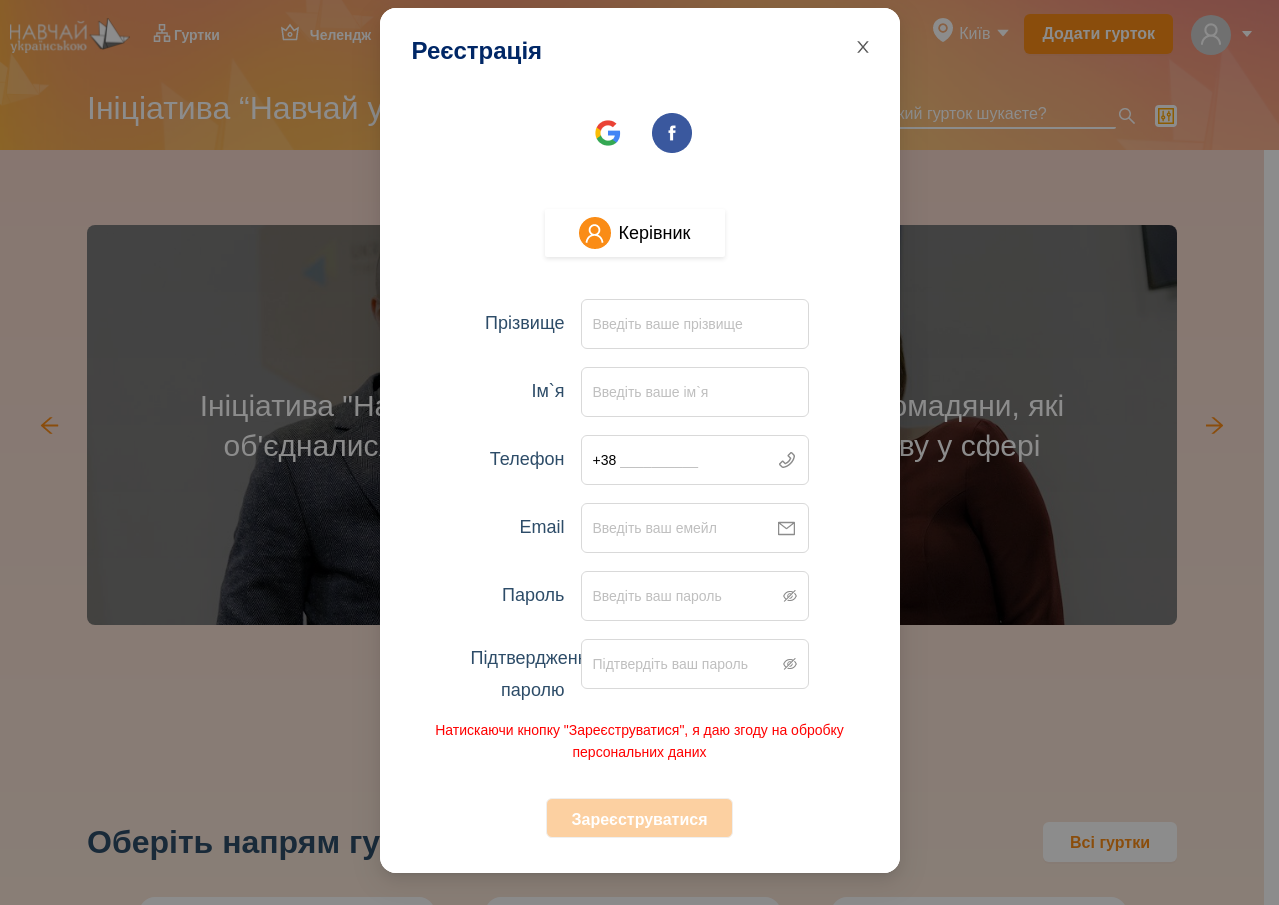 НАВЧАЙ
українською
Гуртки
Челендж
Київ
Додати гурток
Ініціатива “Навчай у
кий гурток шукаєте?
Реєстрація
Керівник
Прізвище
Введіть ваше прізвище
Ім`я
Введіть ваше ім`я
Телефон
+38 __________
Email
Введіть ваш емейл
Пароль
Введіть ваш пароль
Підтвердженн
паролю
Підтвердіть ваш пароль
Натискаючи кнопку "Зареєструватися", я даю згоду на обробку
персональних даних
Зареєструватися
Ініціатива "На
омадяни, які
об'єдналис
ву у сфері
Оберіть напрям гу
Всі гуртки